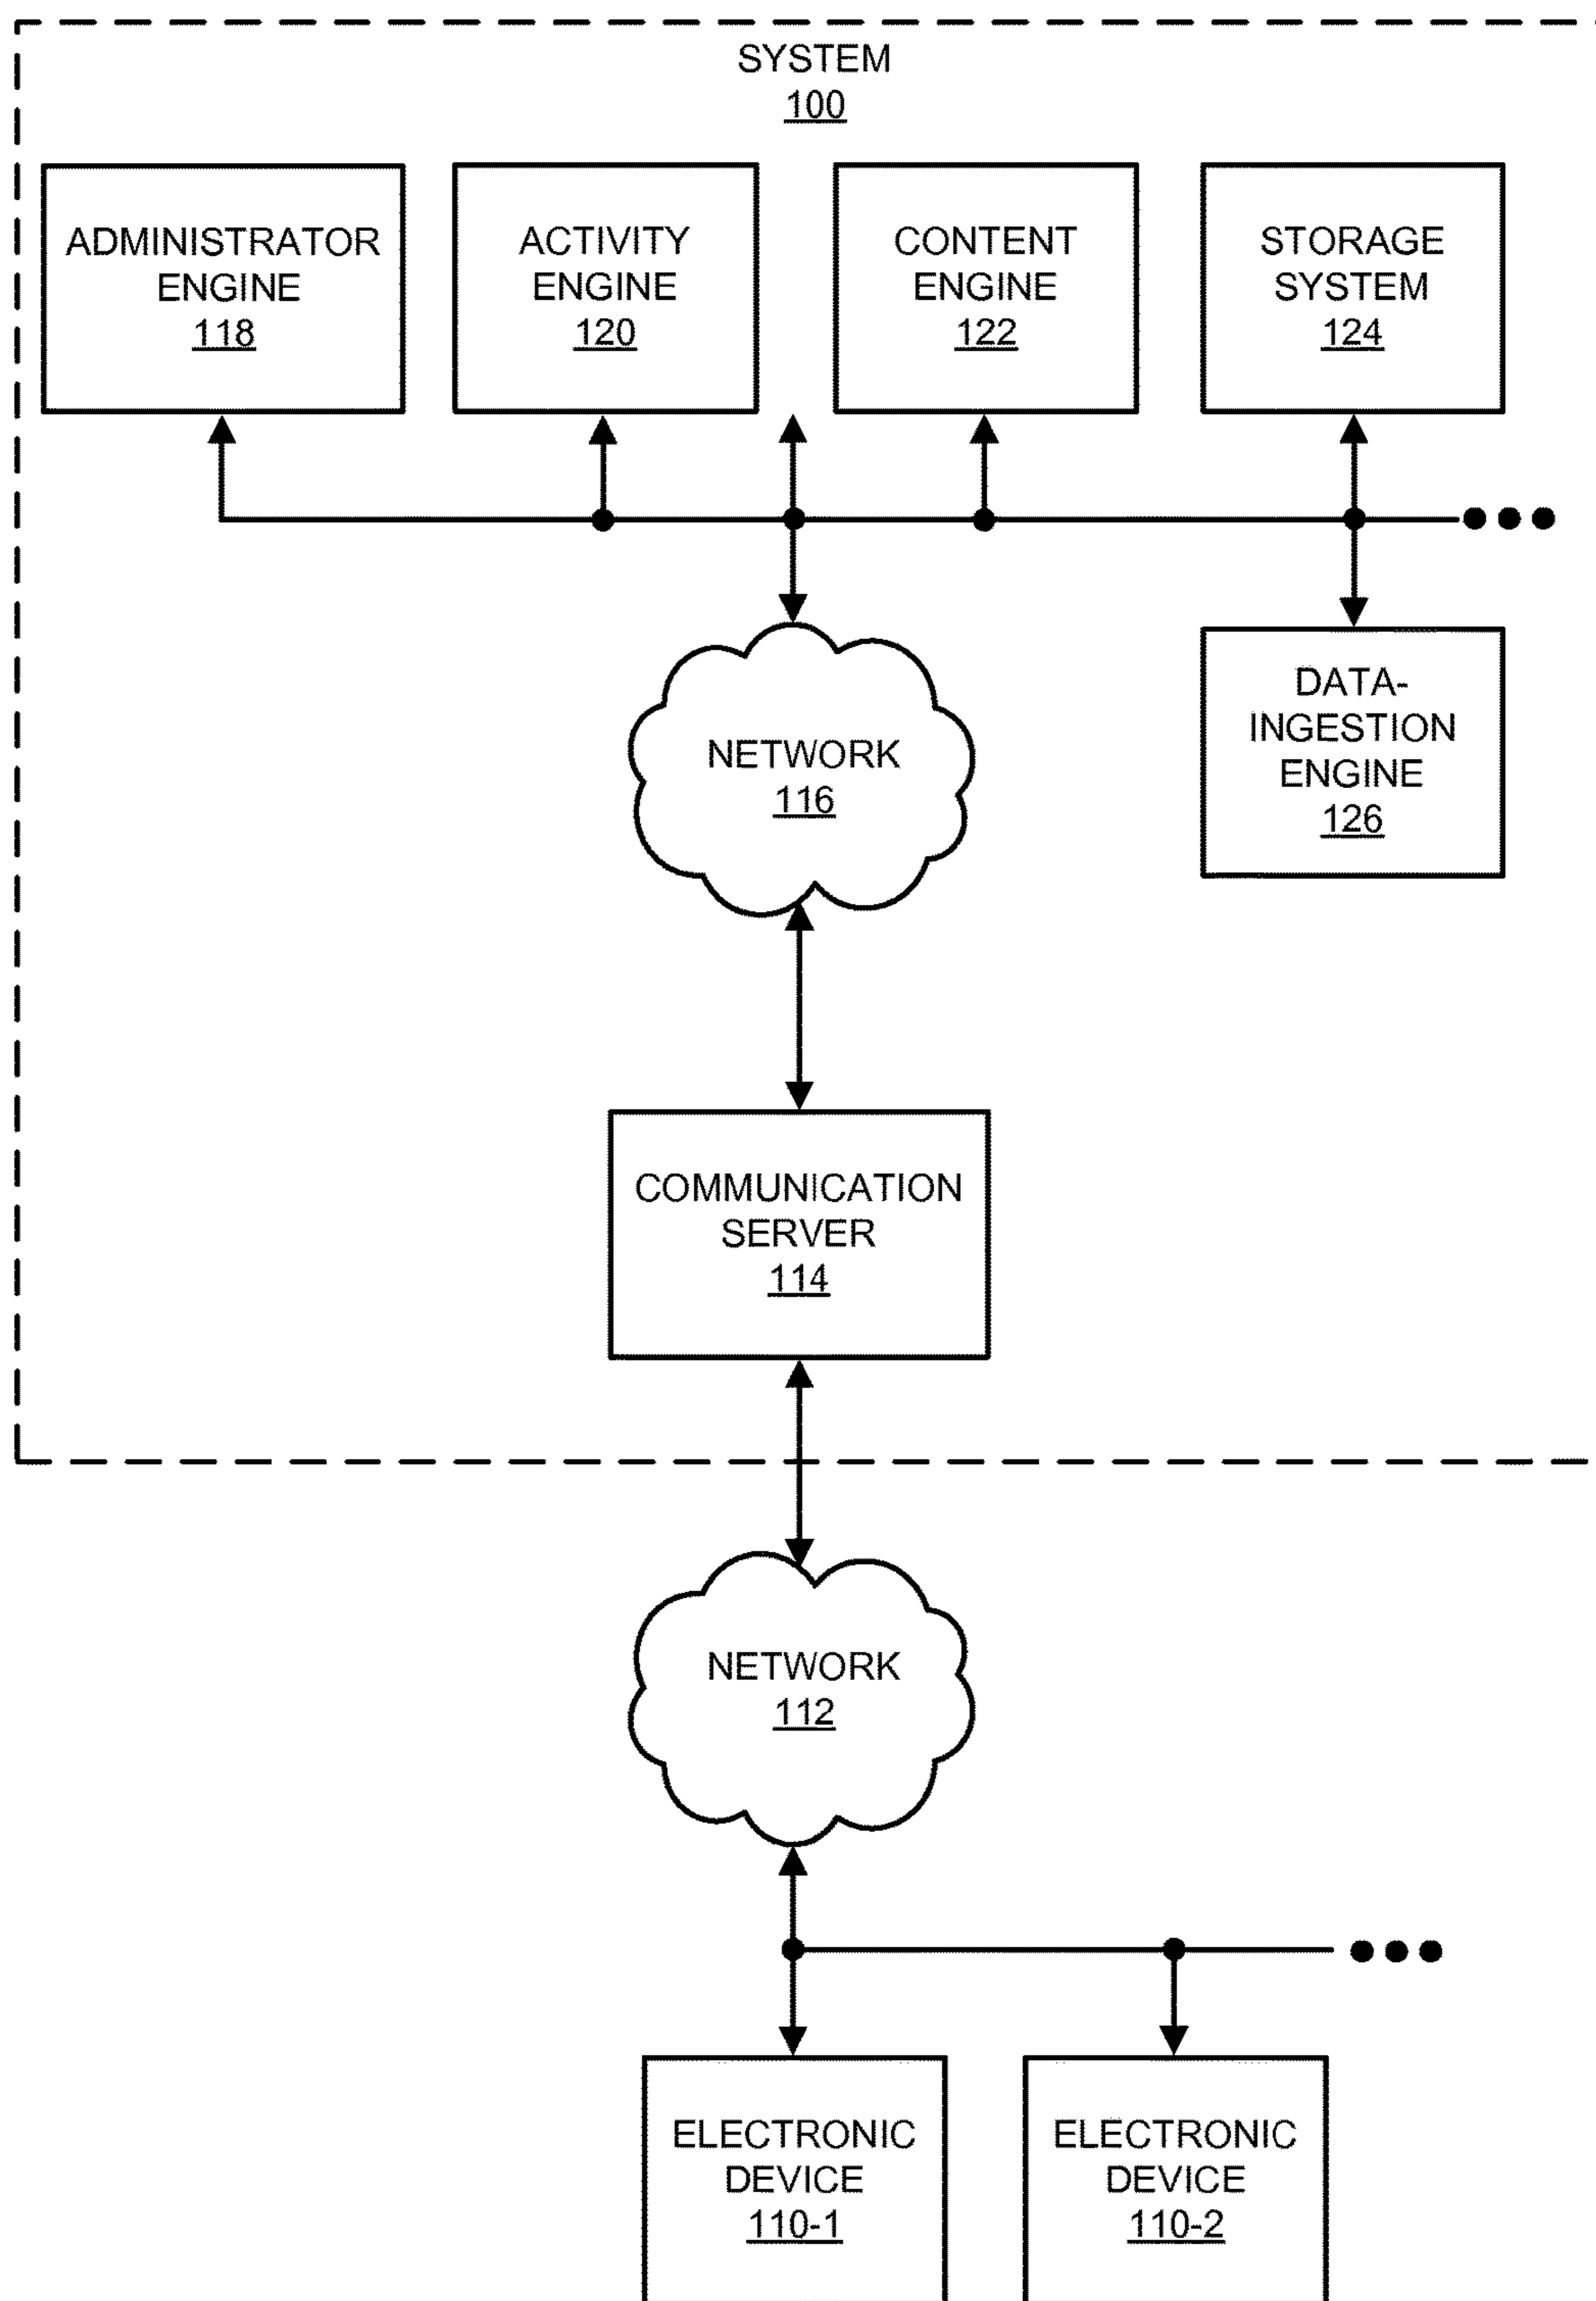 SYSTEM
100
ADMINISTRATOR
ENGINE
118
ACTIVITY
ENGINE
120
CONTENT
ENGINE
122
STORAGE
SYSTEM
124
NETWORK
116
DATA-
INGESTION
ENGINE
126
COMMUNICATION
SERVER
114
NETWORK
112
ELECTRONIC
DEVICE
110-1
ELECTRONIC
DEVICE
110-2